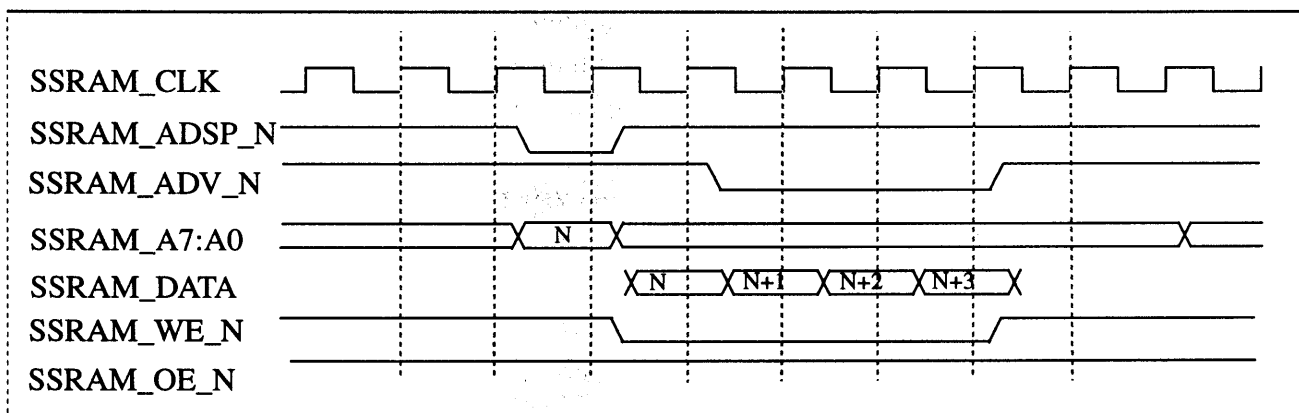 SSRAM_CLK
SSRAM_ADSP_N
SSRAM_ADV_N
SSRAM_A7:A0 N
SSRAM_DATA N N+1 N+2 N+3
SSRAM_WE_N
SSRAM_OE_N